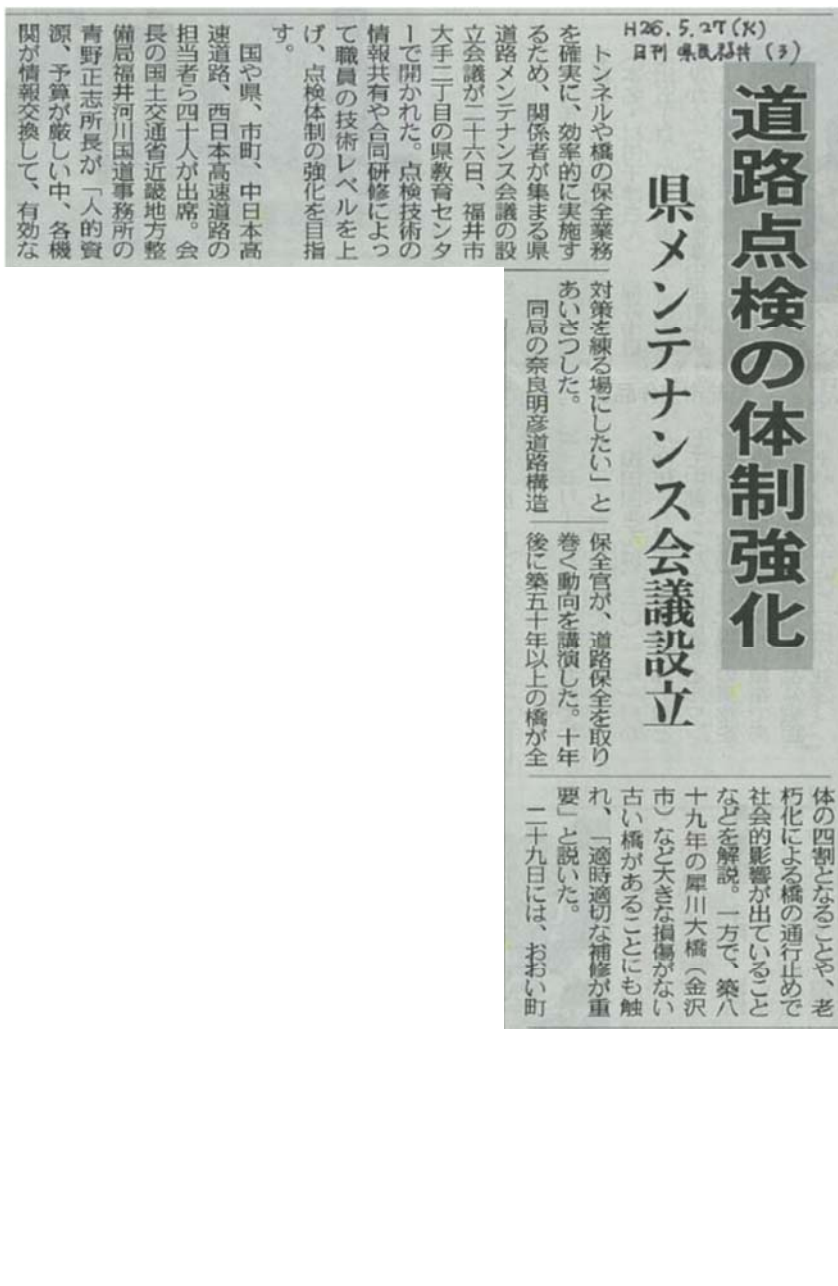 H26.5.27(火)
日刊 県民福井 (3)
道路点検の体制強化
県メンテナンス会議設立
トンネルや橋の保全業務
を確実に、効率的に実施す
るため、関係者が集まる県
道路メンテナンス会議の設
立会議が二十六日、福井市
大手二丁目の県教育センタ
ーで開かれた。点検技術の
情報共有や合同研修によっ
て職員の技術レベルを上
げ、点検体制の強化を目指
す。
国や県、市町、中日本高
速道路、西日本高速道路の
担当者ら四十人が出席。会
長の国土交通省近畿地方整
備局福井河川国道事務所の
青野正志所長が「人的資
源、予算が厳しい中、各機
関が情報交換して、有効な
対策を練る場にしたい」と
あいさつした。
同局の奈良明彦道路構造
保全官が、道路保全を取り
巻く動向を講演した。十年
後に築五十年以上の橋が全
体の四割となることや、老
朽化による橋の通行止めで
社会的影響が出ていること
などを解説。一方で、築八
十九年の犀川大橋（金沢
市）など大きな損傷がない
古い橋があることにも触
れ、「適時適切な補修が重
要」と説いた。
二十九日には、おおい町